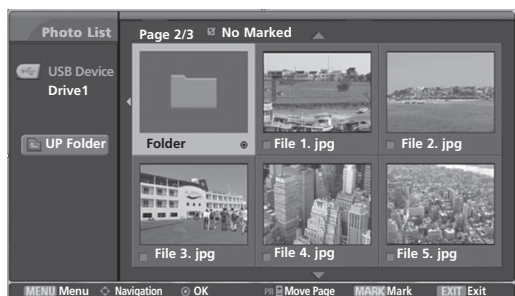 Photo List
Page 2/3 No Marked
USB Device
Drive1
UP Folder
Folder
File 1. jpg
File 2. jpg
File 3. jpg
File 4. jpg
File 5. jpg
MENU Menu Navigation OK PR Move Page MARK Mark EXIT Exit